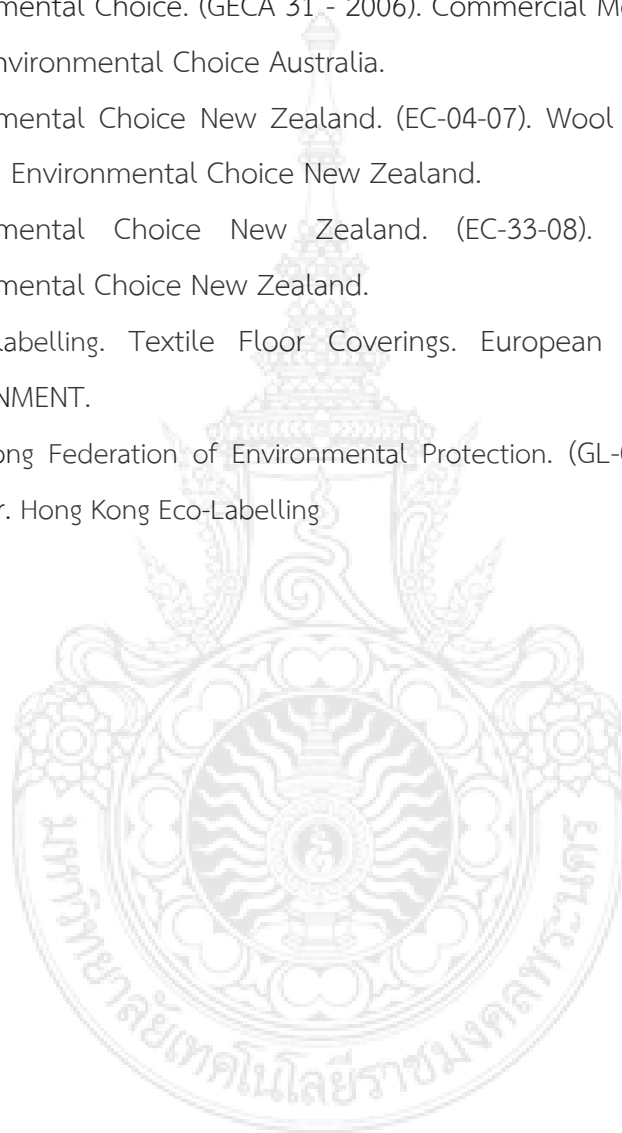 mental Choice. (GECA 31 - 2006). Commercial
nvironmental Choice Australia.
mental Choice New Zealand. (EC-04-07). Wool
Environmental Choice New Zealand.
mental Choice New Zealand. (EC-33-08).
mental Choice New Zealand.
abelling. Textile Floor Coverings. European
NMENT.
ong Federation of Environmental Protection. (GL-
r. Hong Kong Eco-Labelling
มหาวิทยาลัยเทคโนโลยีราชมงคลพระนคร